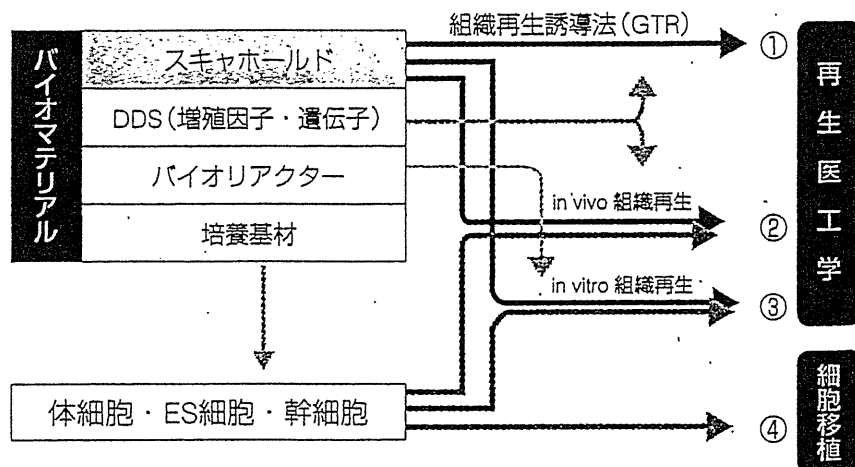 バイオマテリアル
スキャホールド
DDS(増殖因子・遺伝子)
バイオリアクター
培養基材
体細胞・ES細胞・幹細胞
組織再生誘導法(GTR)
①
in vivo 組織再生
②
in vitro 組織再生
③
④
再生医工学
細胞移植